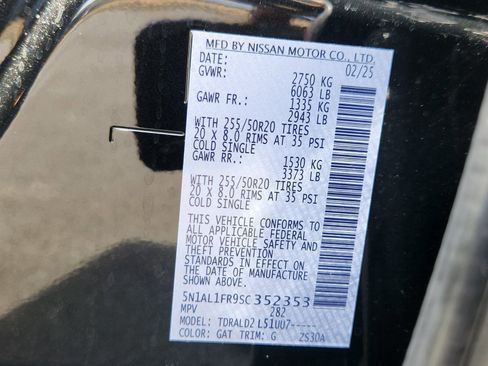 MFD BY NISSAN MOTOR CO., LTD.
DATE: 02/25
GVWR: 2750 KG
6063 LB
GAWR FR.: 1335 KG
2943 LB
WITH 255/50R20 TIRES
20 X 8.0 RIMS AT 35 PSI
COLD SINGLE
GAWR RR.: 1530 KG
3373 LB
WITH 255/50R20 TIRES
20 X 8.0 RIMS AT 35 PSI
COLD SINGLE
THIS VEHICLE CONFORMS TO
ALL APPLICABLE FEDERAL
MOTOR VEHICLE SAFETY AND
THEFT PREVENTION
STANDARDS IN EFFECT ON
THE DATE OF MANUFACTURE
SHOWN ABOVE.
5N1AL1FR9SC352353
MPV 282
MODEL: TDRALD2 L51UU7-----
COLOR: GAT TRIM: G 2S30A